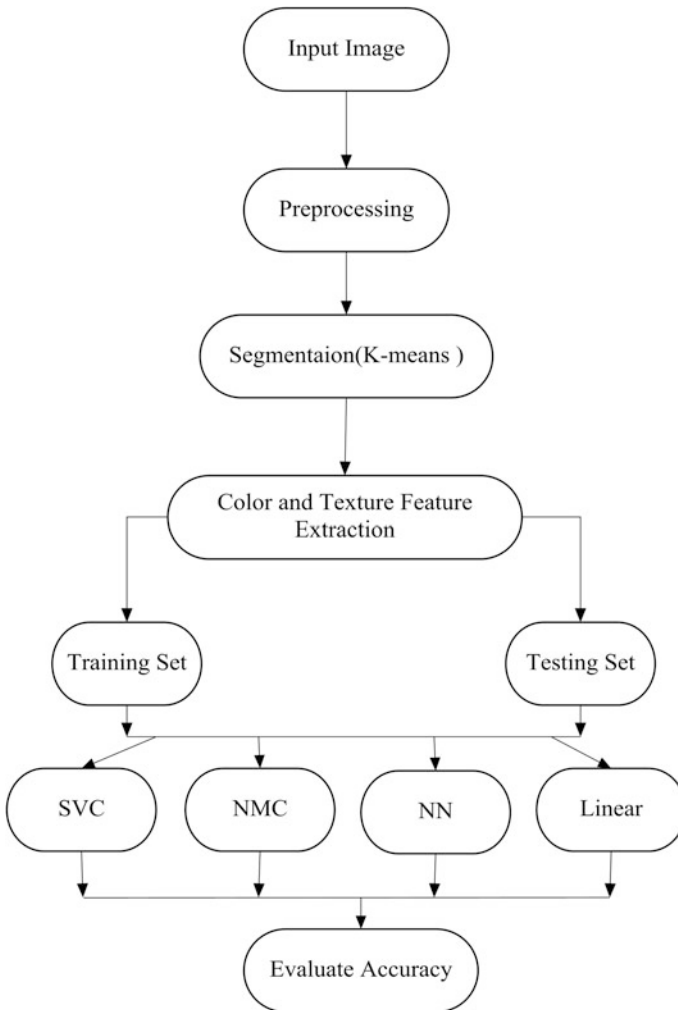 Input Image
Preprocessing
Segmentaion(K-means )
Color and Texture Feature
Extraction
Training Set
Testing Set
SVC
NMC
NN
Linear
Evaluate Accuracy